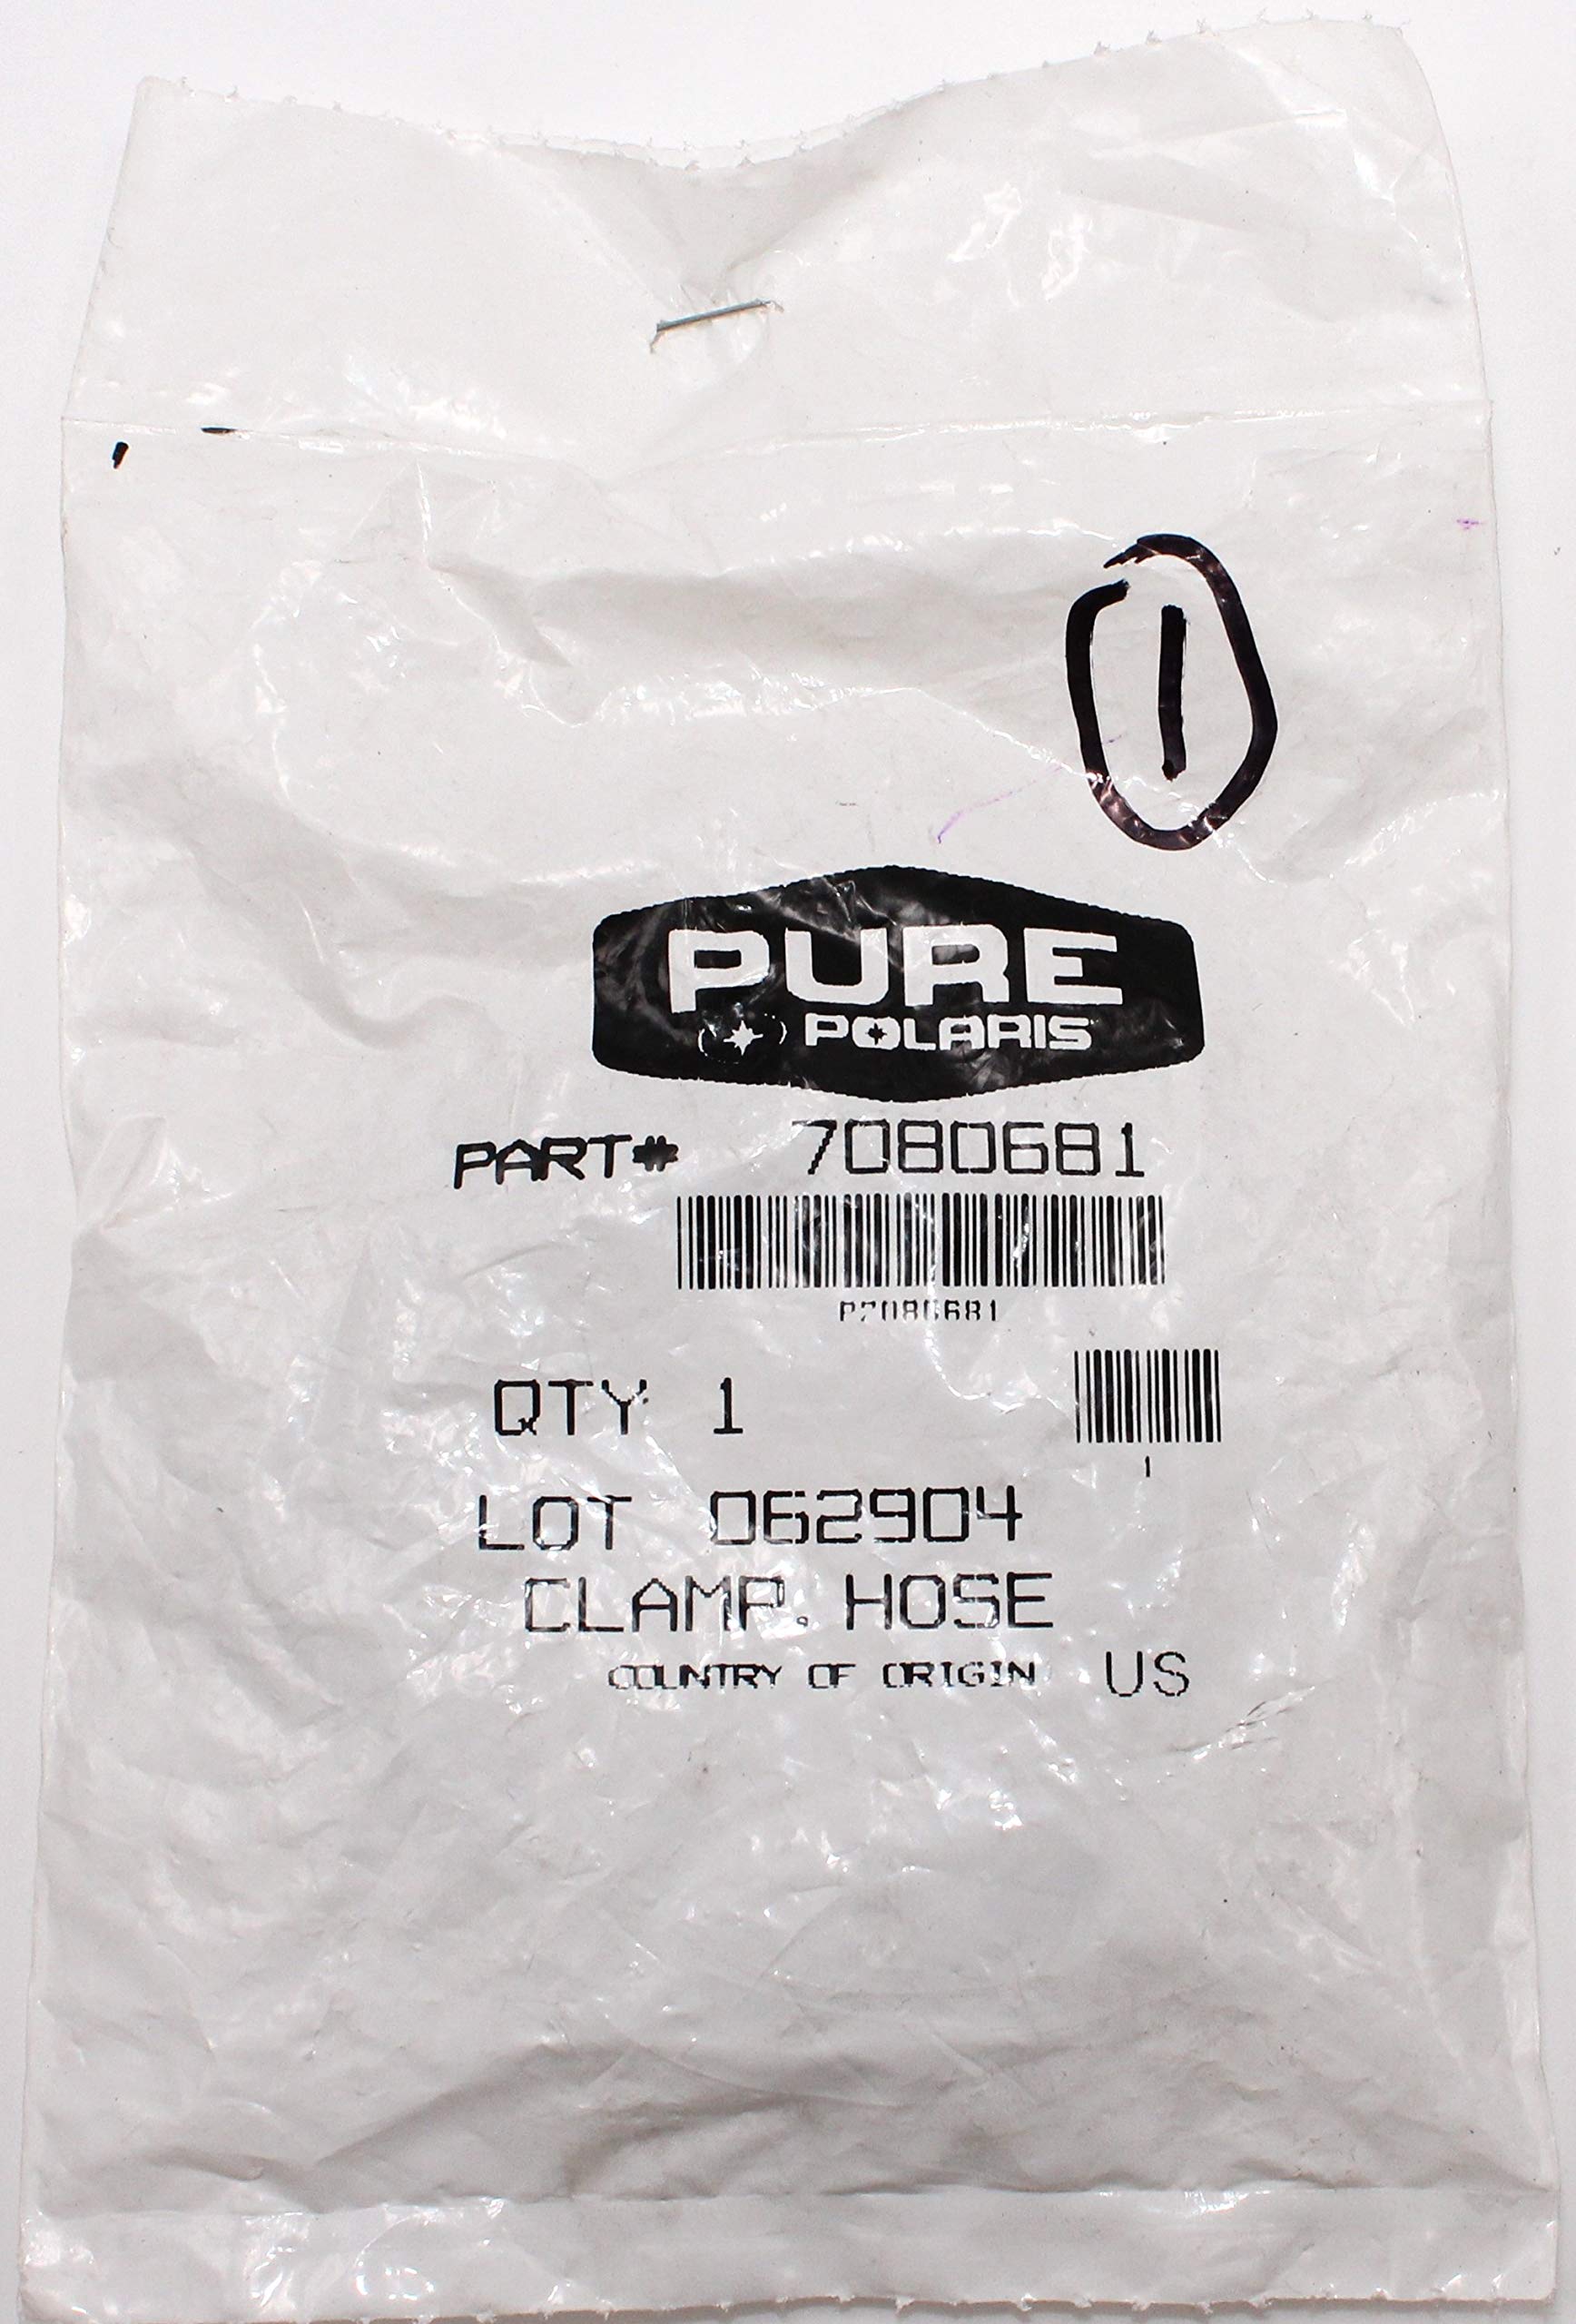 1
PURE
POLARIS
PART# 7080681
P7080681
QTY 1
1
LOT 062904
CLAMP, HOSE
COUNTRY OF ORIGIN US